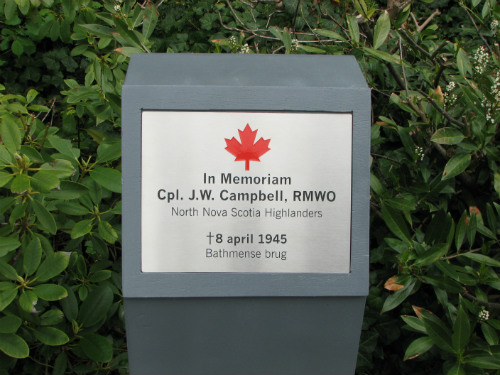 In Memoriam
Cpl. J.W. Campbell, RMWO
North Nova Scotia Highlanders
†8 april 1945
Bathmense brug